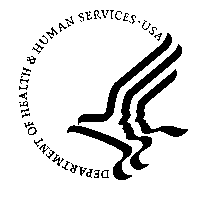 DEPARTMENT OF HEALTH & HUMAN SERVICES·USA